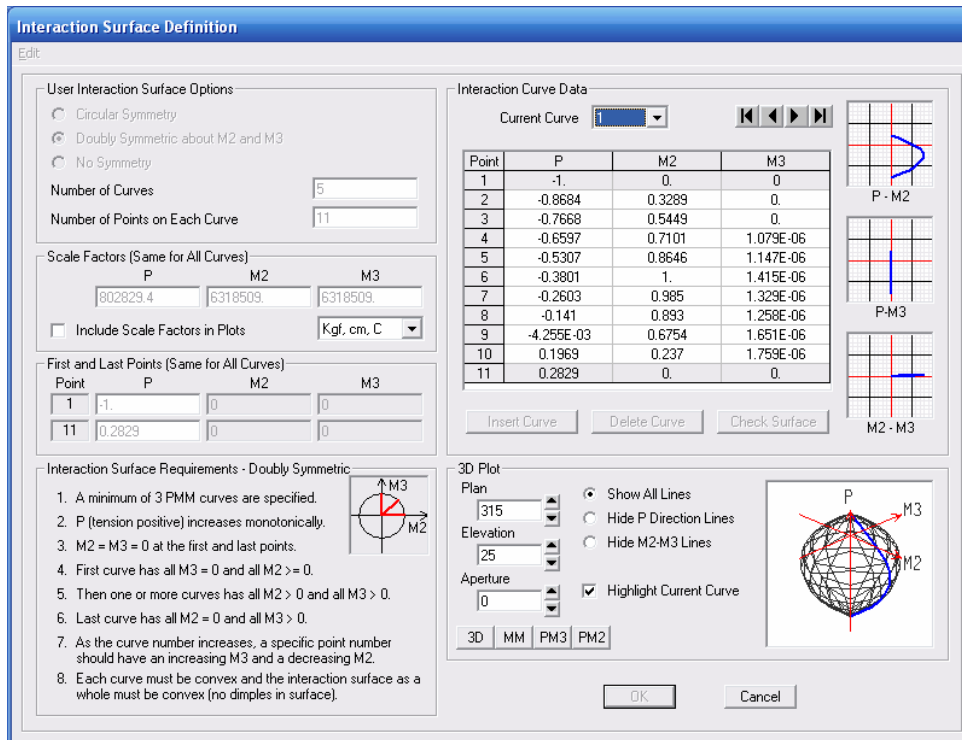 Interaction Surface Definition
Edit
User Interaction Surface Options
Circular Symmetry
Doubly Symmetric about M2 and M3
No Symmetry
Number of Curves 5
Number of Points on Each Curve 11
Scale Factors (Same for All Curves)
P M2 M3
802829.4 6318509. 6318509.
Include Scale Factors in Plots Kgf, cm, C
First and Last Points (Same for All Curves)
Point P M2 M3
1 -1. 0 0
11 0.2829 0 0
Interaction Surface Requirements - Doubly Symmetric
1. A minimum of 3 PMM curves are specified.
2. P (tension positive) increases monotonically.
3. M2 = M3 = 0 at the first and last points.
4. First curve has all M3 = 0 and all M2 >= 0.
5. Then one or more curves has all M2 > 0 and all M3 > 0.
6. Last curve has all M2 = 0 and all M3 > 0.
7. As the curve number increases, a specific point number
should have an increasing M3 and a decreasing M2.
8. Each curve must be convex and the interaction surface as a
whole must be convex (no dimples in surface).
M3
M2
Interaction Curve Data
Current Curve 1
Point P M2 M3
1 -1. 0. 0
2 -0.8684 0.3289 0.
3 -0.7668 0.5449 0.
4 -0.6597 0.7101 1.079E-06
5 -0.5307 0.8646 1.147E-06
6 -0.3801 1. 1.415E-06
7 -0.2603 0.985 1.329E-06
8 -0.141 0.893 1.258E-06
9 -4.255E-03 0.6754 1.651E-06
10 0.1969 0.237 1.759E-06
11 0.2829 0. 0.
Insert Curve Delete Curve Check Surface
P - M2
P-M3
M2 - M3
3D Plot
Plan
315
Elevation
25
Aperture
0
Show All Lines
Hide P Direction Lines
Hide M2-M3 Lines
Highlight Current Curve
3D MM PM3 PM2
P
M3
M2
OK Cancel